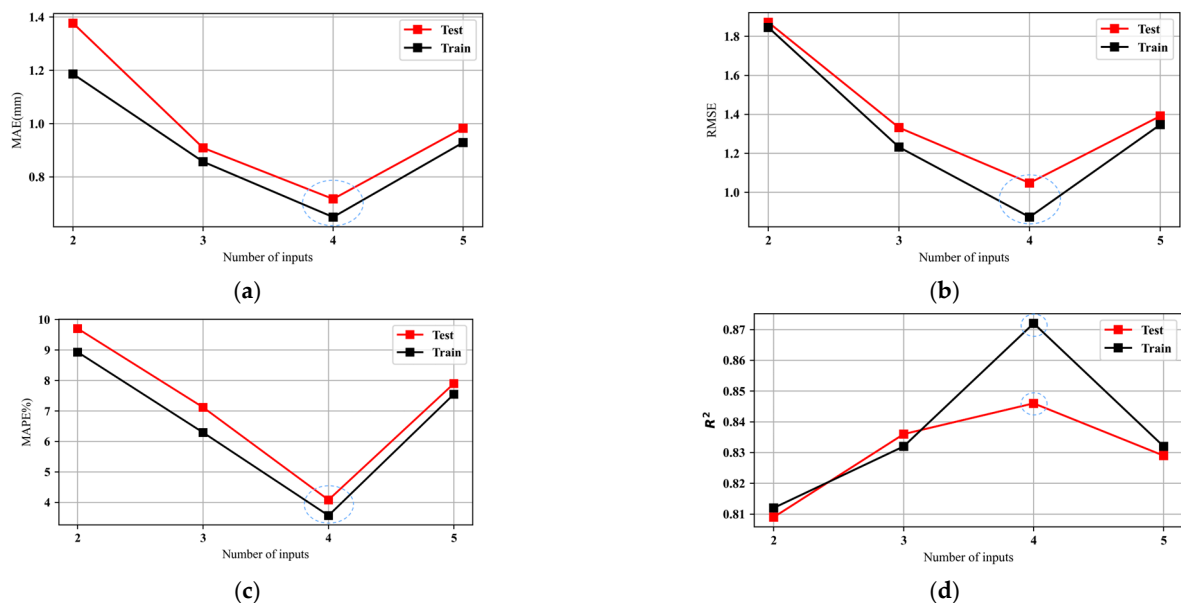 1.4
1.2
1.0
0.8
MAE(mm)
Test
Train
2 3 4 5
Number of inputs
(a)
1.8
1.6
1.4
1.2
1.0
RMSE
Test
Train
2 3 4 5
Number of inputs
(b)
10
9
8
7
6
5
4
MAPE%)
Test
Train
2 3 4 5
Number of inputs
(c)
0.87
0.86
0.85
0.84
0.83
0.82
0.81
R²
Test
Train
2 3 4 5
Number of inputs
(d)